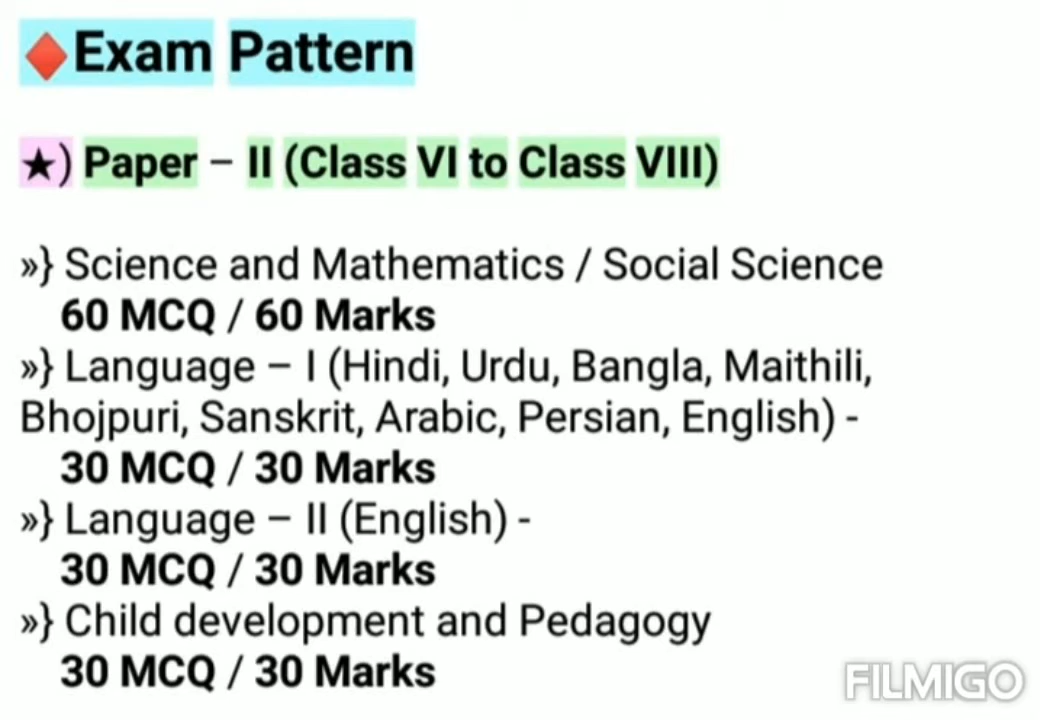 ♦Exam Pattern
★) Paper – II (Class VI to Class VIII)
»} Science and Mathematics / Social Science
60 MCQ / 60 Marks
»} Language – I (Hindi, Urdu, Bangla, Maithili,
Bhojpuri, Sanskrit, Arabic, Persian, English) -
30 MCQ / 30 Marks
»} Language – II (English) -
30 MCQ / 30 Marks
»} Child development and Pedagogy
30 MCQ / 30 Marks
FILMIGO